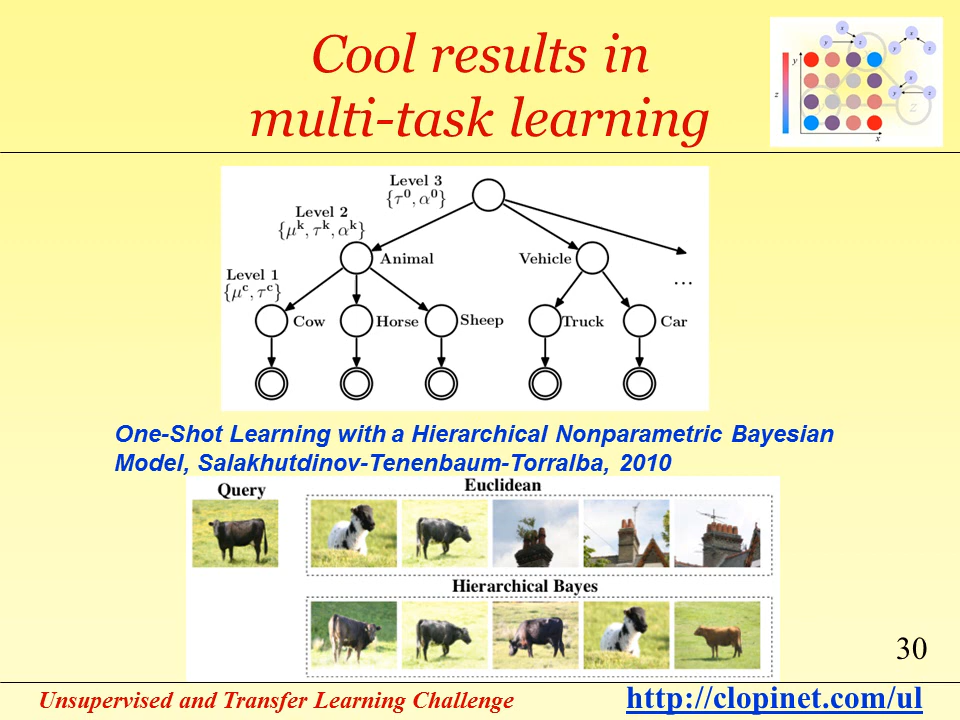 Cool results in
multi-task learning
x
y z
x
y z
x
y z
y
z
z
x
Level 3
{τ⁰, α⁰}
Level 2
{μᵏ, τᵏ, αᵏ}
Animal
Vehicle
...
Level 1
{μᶜ, τᶜ}
Cow Horse Sheep Truck Car
One-Shot Learning with a Hierarchical Nonparametric Bayesian
Model, Salakhutdinov-Tenenbaum-Torralba, 2010
Query Euclidean
Hierarchical Bayes
30
Unsupervised and Transfer Learning Challenge http://clopinet.com/ul